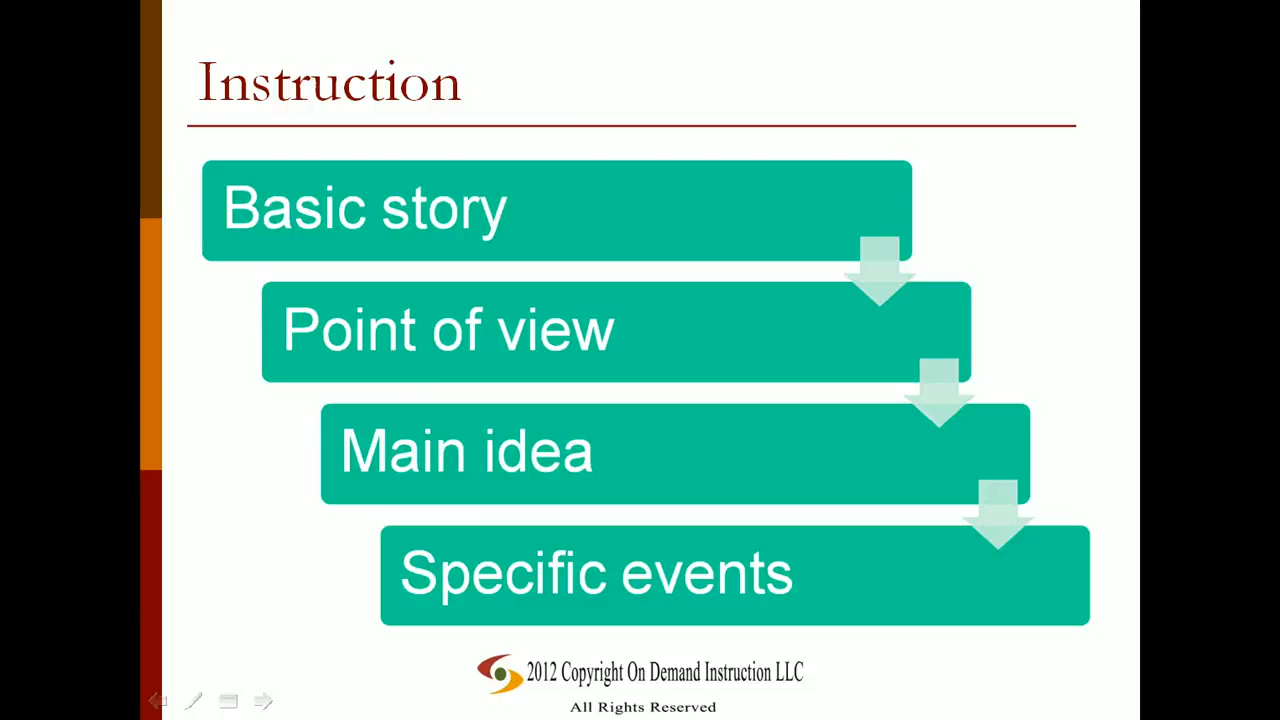 Instruction
Basic story
Point of view
Main idea
Specific events
2012 Copyright On Demand Instruction LLC
All Rights Reserved